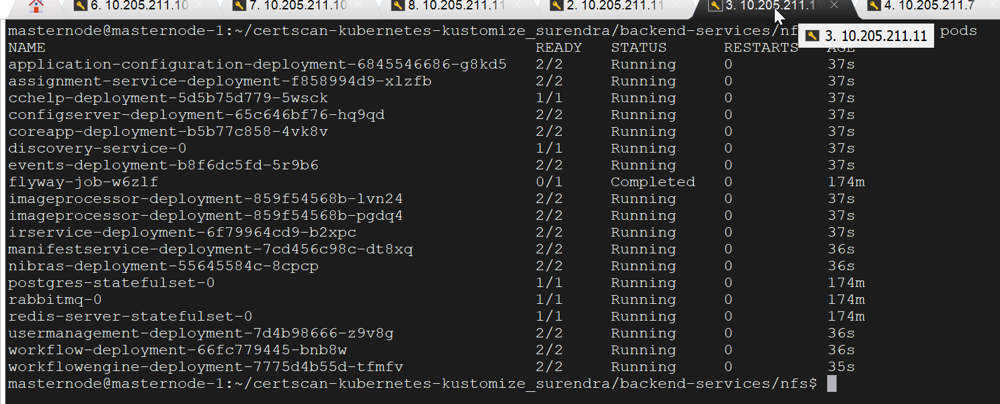 6. 10.205.211.10 7. 10.205.211.10 8. 10.205.211.11 2. 10.205.211.11 3. 10.205.211.11 4. 10.205.211.7
masternode@masternode-1:~/certscan-kubernetes-kustomize_surendra/backend-services/nf pods
3. 10.205.211.11
NAME READY STATUS RESTARTS AGE
application-configuration-deployment-6845546686-g8kd5 2/2 Running 0 37s
assignment-service-deployment-f858994d9-xlzfb 2/2 Running 0 37s
cchelp-deployment-5d5b75d779-5wsck 1/1 Running 0 37s
configserver-deployment-65c646bf76-hq9qd 2/2 Running 0 37s
coreapp-deployment-b5b77c858-4vk8v 2/2 Running 0 37s
discovery-service-0 1/1 Running 0 37s
events-deployment-b8f6dc5fd-5r9b6 2/2 Running 0 37s
flyway-job-w6zlf 0/1 Completed 0 174m
imageprocessor-deployment-859f54568b-lvn24 2/2 Running 0 37s
imageprocessor-deployment-859f54568b-pgdq4 2/2 Running 0 37s
irservice-deployment-6f79964cd9-b2xpc 2/2 Running 0 37s
manifestservice-deployment-7cd456c98c-dt8xq 2/2 Running 0 36s
nibras-deployment-55645584c-8cpcp 2/2 Running 0 36s
postgres-statefulset-0 1/1 Running 0 174m
rabbitmq-0 1/1 Running 0 174m
redis-server-statefulset-0 1/1 Running 0 174m
usermanagement-deployment-7d4b98666-z9v8g 2/2 Running 0 36s
workflow-deployment-66fc779445-bnb8w 2/2 Running 0 36s
workflowengine-deployment-7775d4b55d-tfmfv 2/2 Running 0 35s
masternode@masternode-1:~/certscan-kubernetes-kustomize_surendra/backend-services/nfs$